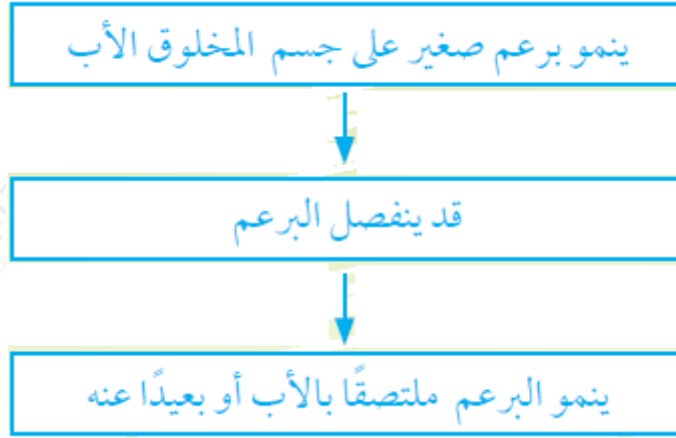 ينمو برعم صغير على جسم المخلوق الأب
قد ينفصل البرعم
ينمو البرعم ملتصقًا بالأب أو بعيدًا عنه